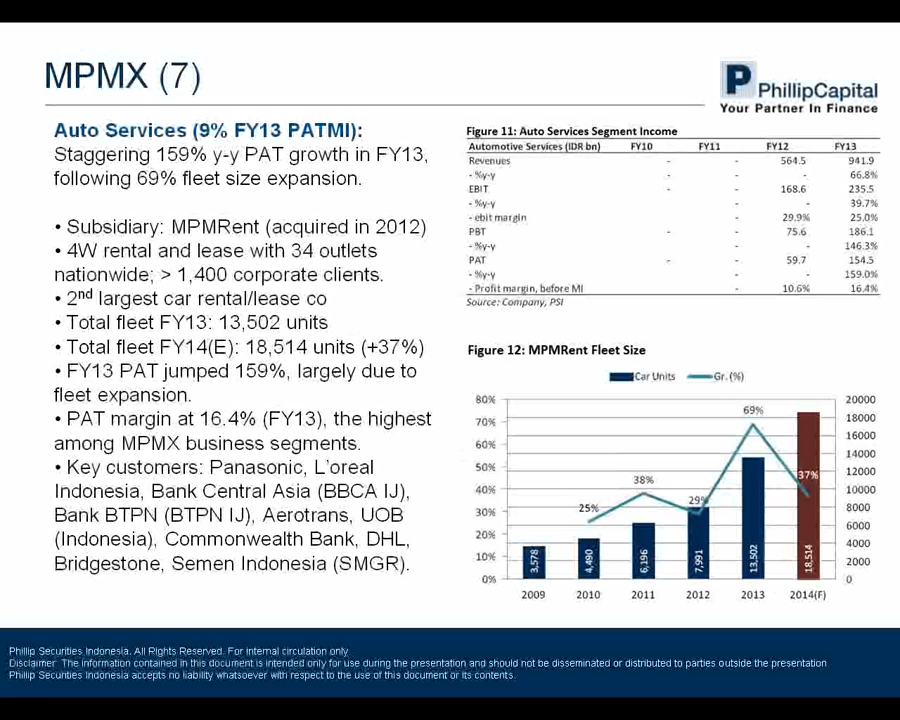 MPMX (7)
PhillipCapital
Your Partner In Finance
Auto Services (9% FY13 PATMI):
Staggering 159% y-y PAT growth in FY13,
following 69% fleet size expansion.
• Subsidiary: MPMRent (acquired in 2012)
• 4W rental and lease with 34 outlets
nationwide; > 1,400 corporate clients.
• 2nd largest car rental/lease co
• Total fleet FY13: 13,502 units
• Total fleet FY14(E): 18,514 units (+37%)
• FY13 PAT jumped 159%, largely due to
fleet expansion.
• PAT margin at 16.4% (FY13), the highest
among MPMX business segments.
• Key customers: Panasonic, L'oreal
Indonesia, Bank Central Asia (BBCA IJ),
Bank BTPN (BTPN IJ), Aerotrans, UOB
(Indonesia), Commonwealth Bank, DHL,
Bridgestone, Semen Indonesia (SMGR).
Figure 11: Auto Services Segment Income
Automotive Services (IDR bn) FY10 FY11 FY12 FY13
Revenues - - 564.5 941.9
- %y-y - - - 66.8%
EBIT - - 168.6 235.5
- %y-y - - 39.7%
- ebit margin - 29.9% 25.0%
PBT - - 75.6 186.1
- %y-y - - 146.3%
PAT - - 59.7 154.5
- %y-y - - 159.0%
- Profit margin, before MI - 10.6% 16.4%
Source: Company, PSI
Figure 12: MPMRent Fleet Size
Car Units Gr. (%)
80% 20000
70% 18000
60% 16000
50% 14000
40% 12000
30% 10000
20% 8000
10% 6000
0% 4000
2000
0
25% 38% 29% 69% 37%
3,578 4,490 6,196 7,991 13,502 18,514
2009 2010 2011 2012 2013 2014(F)
Phillip Securities Indonesia. All Rights Reserved. For internal circulation only
Disclaimer: The information contained in this document is intended only for use during the presentation and should not be disseminated or distributed to parties outside the presentation
Phillip Securities Indonesia accepts no liability whatsoever with respect to the use of this document or its contents.